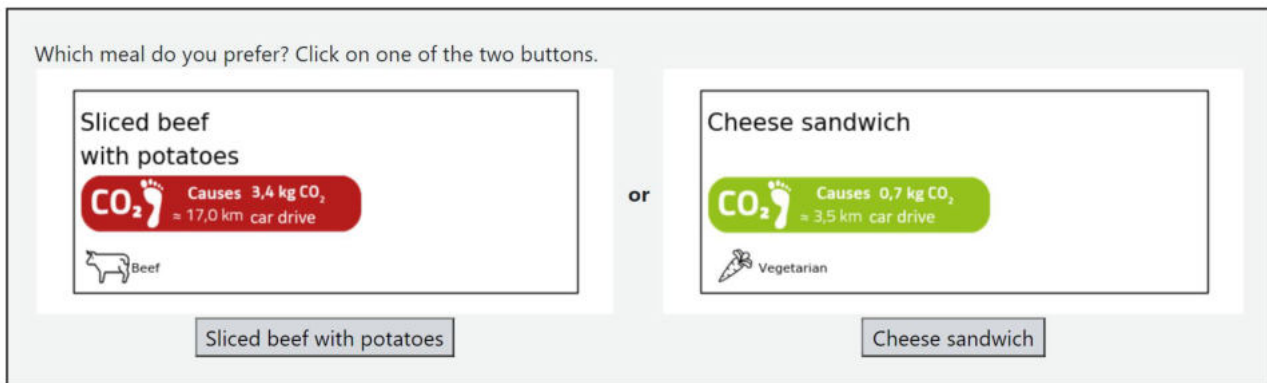 Which meal do you prefer? Click on one of the two buttons.
Sliced beef
with potatoes
CO₂
Causes 3,4 kg CO₂
≈ 17,0 km car drive
Beef
or
Cheese sandwich
CO₂
Causes 0,7 kg CO₂
≈ 3,5 km car drive
Vegetarian
Sliced beef with potatoes
Cheese sandwich